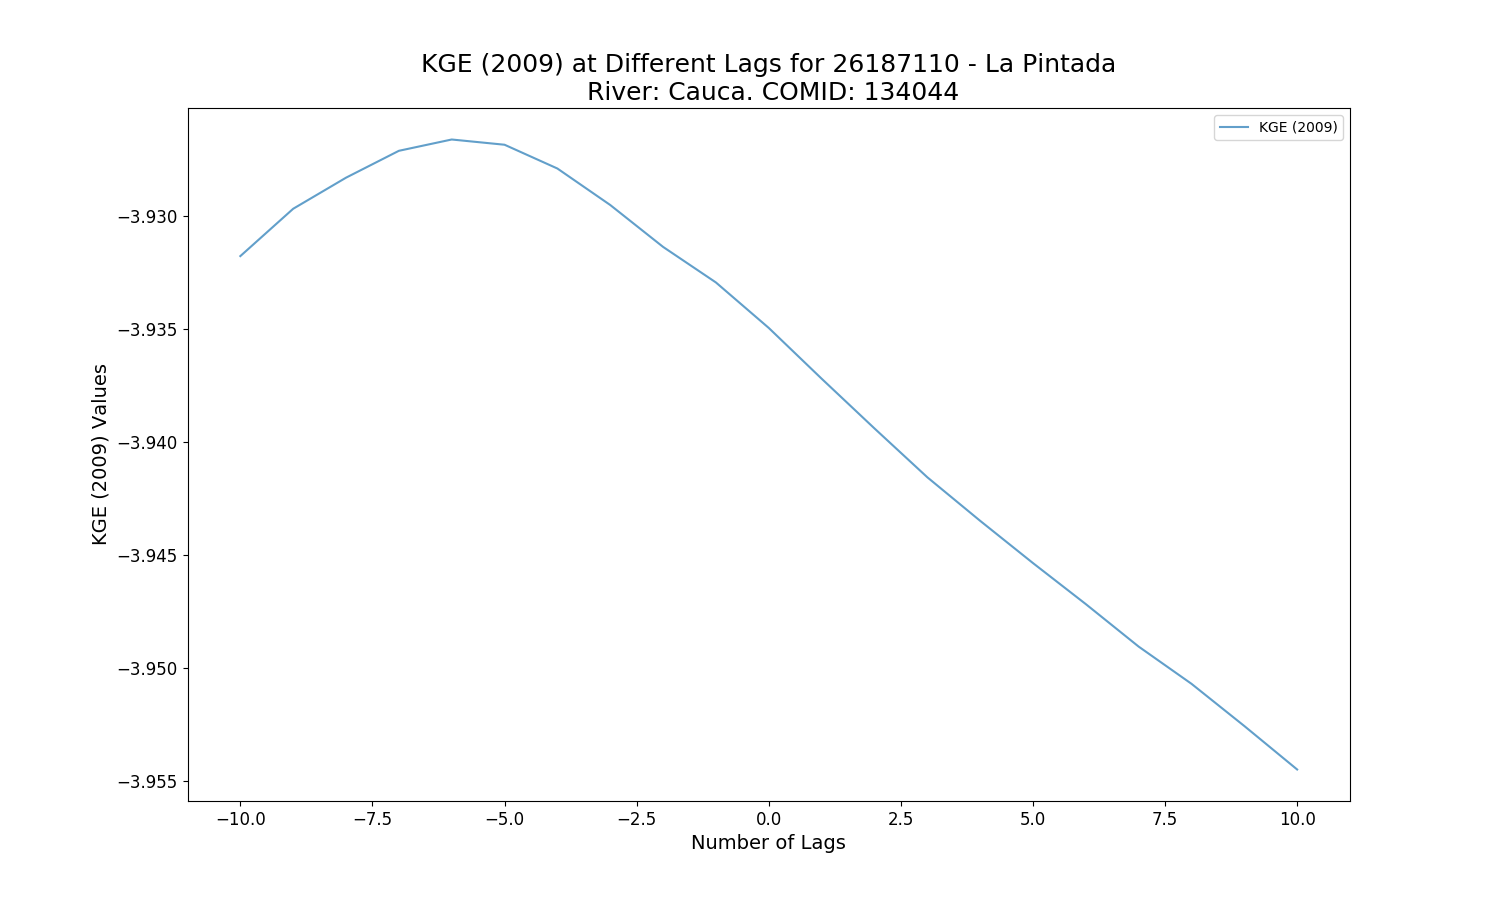 KGE (2009) at Different Lags for 26187110 - La Pintada
River: Cauca. COMID: 134044
KGE (2009)
−3.930
−3.935
−3.940
−3.945
−3.950
−3.955
KGE (2009) Values
−10.0 −7.5 −5.0 −2.5 0.0 2.5 5.0 7.5 10.0
Number of Lags